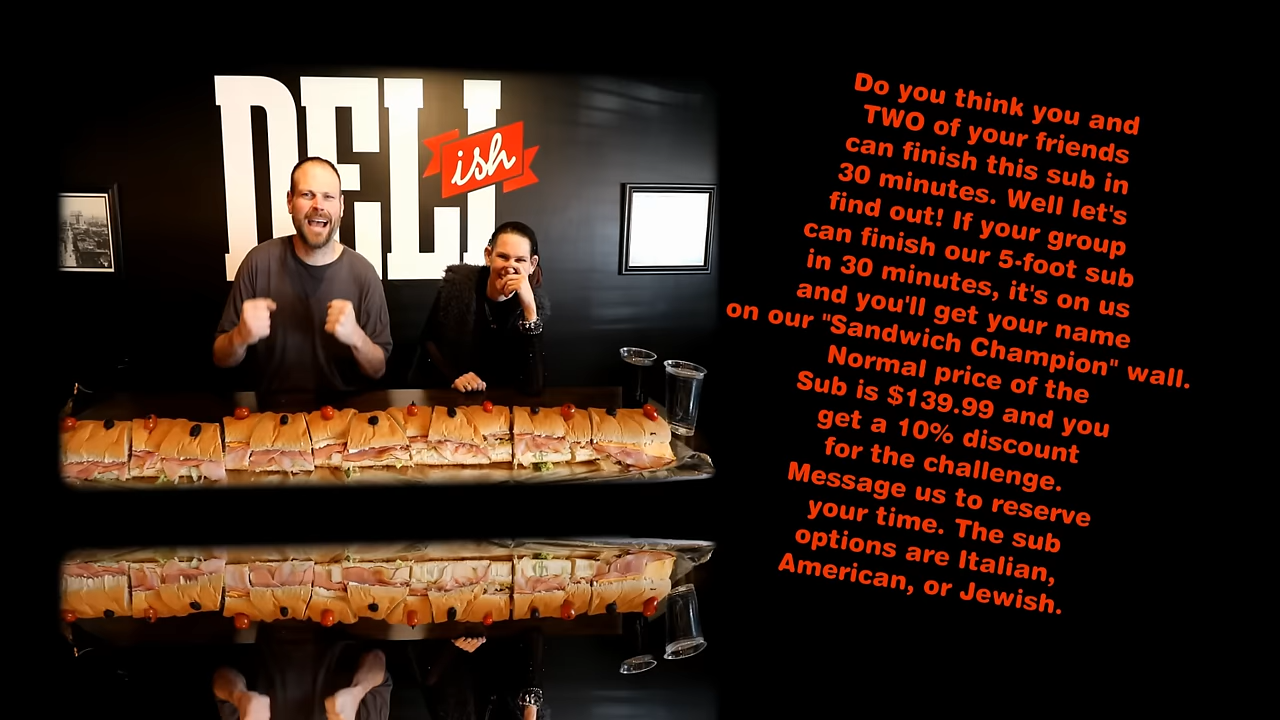 DELI
ish
Do you think you and
TWO of your friends
can finish this sub in
30 minutes. Well let's
find out! If your group
can finish our 5-foot sub
in 30 minutes, it's on us
and you'll get your name
on our "Sandwich Champion" wall.
Normal price of the
Sub is $139.99 and you
get a 10% discount
for the challenge.
Message us to reserve
your time. The sub
options are Italian,
American, or Jewish.